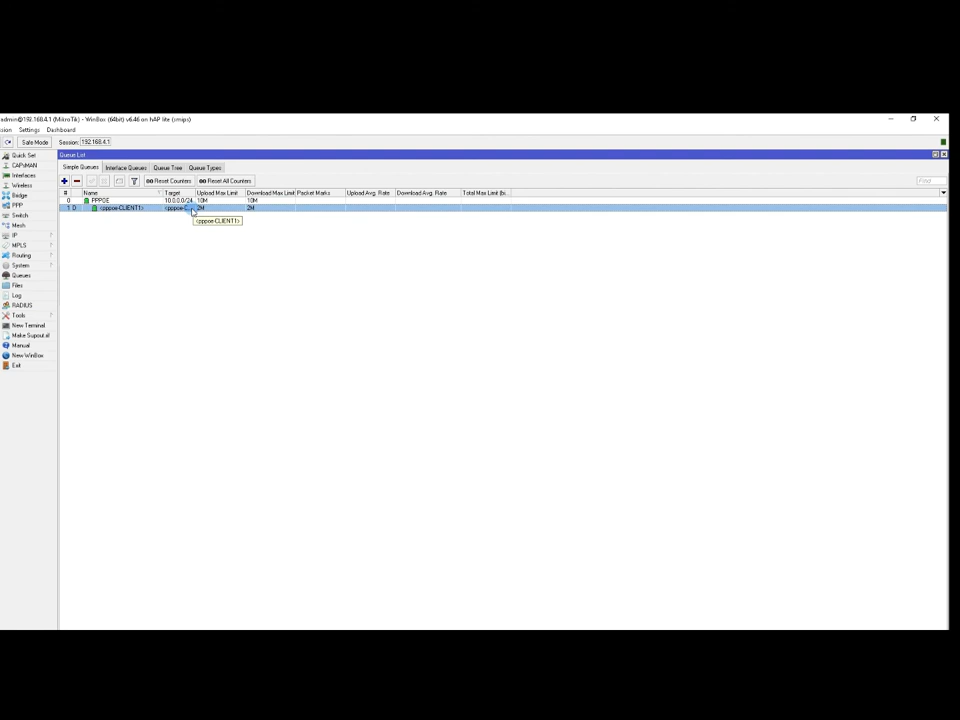 admin@192.168.4.1 (MikroTik) - WinBox (64bit) v6.46 on hAP lite (smips)
sion Settings Dashboard
Safe Mode Session: 192.168.4.1
Quick Set
CAPsMAN
Interfaces
Wireless
Bridge
PPP
Switch
Mesh
IP
MPLS
Routing
System
Queues
Files
Log
RADIUS
Tools
New Terminal
Make Supout.rif
Manual
New WinBox
Exit
Queue List
Simple Queues Interface Queues Queue Tree Queue Types
00 Reset Counters 00 Reset All Counters Find
# Name Target Upload Max Limit Download Max Limit Packet Marks Upload Avg. Rate Download Avg. Rate Total Max Limit (bi...
0 PPPOE 10.0.0.0/24 10M 10M
1 D <pppoe-CLIENT1> <pppoe-C... 2M 2M
<pppoe-CLIENT1>